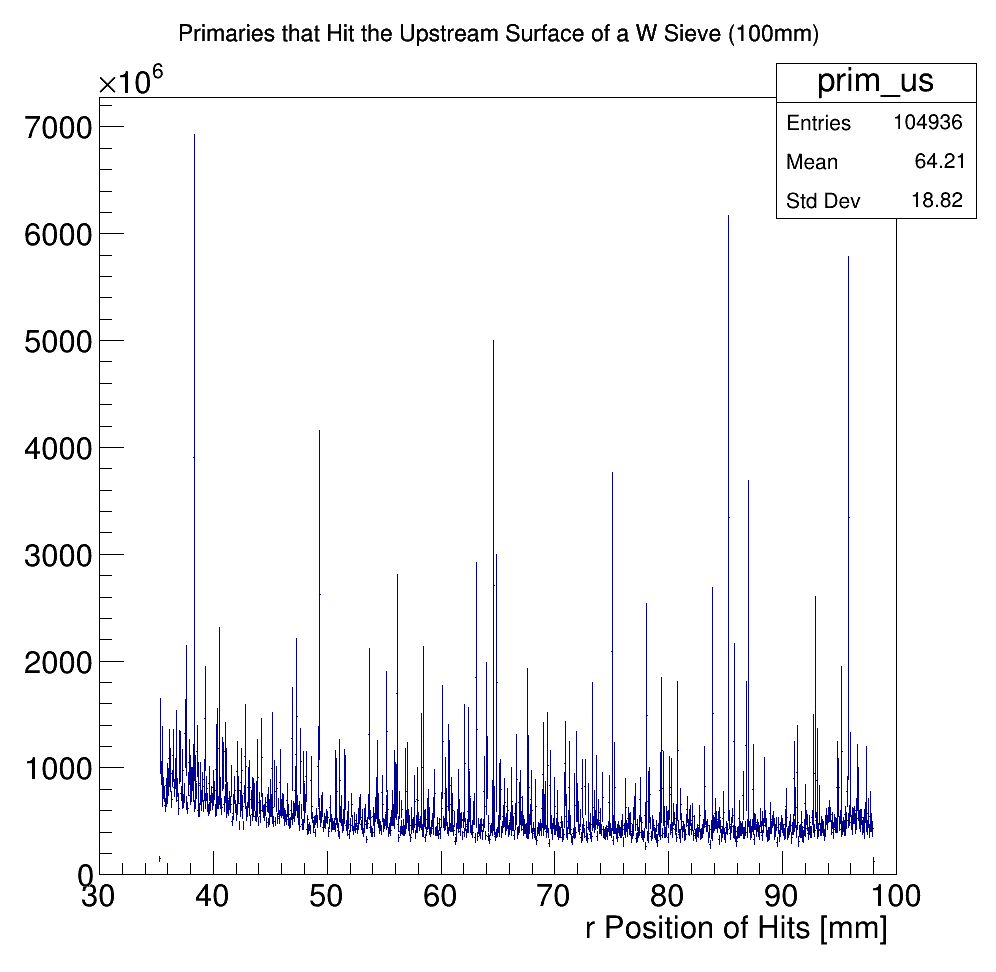 Primaries that Hit the Upstream Surface of a W Sieve (100mm)
×10⁶
prim_us
Entries 104936
Mean 64.21
Std Dev 18.82
7000
6000
5000
4000
3000
2000
1000
0
30 40 50 60 70 80 90 100
r Position of Hits [mm]